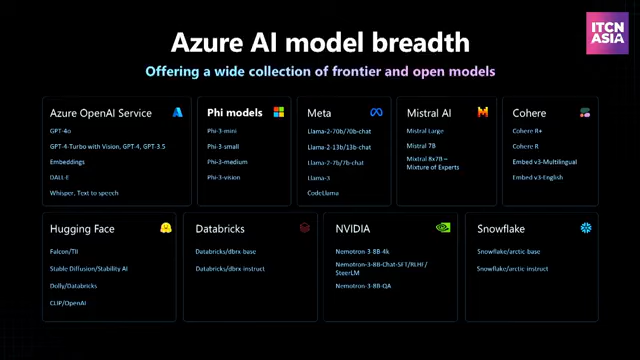 ITCN
ASIA
Azure AI model breadth
Offering a wide collection of frontier and open models
Azure OpenAI Service
GPT-4o
GPT-4-Turbo with Vision, GPT-4, GPT-3.5
Embeddings
DALL-E
Whisper, Text to speech
Phi models
Phi-3-mini
Phi-3-small
Phi-3-medium
Phi-3-vision
Meta
Llama-2-70b/70b-chat
Llama-2-13b/13b-chat
Llama-2-7b/7b-chat
Llama-3
CodeLlama
Mistral AI
Mistral Large
Mistral 7B
Mixtral 8x7B –
Mixture of Experts
Cohere
Cohere R+
Cohere R
Embed v3-Multilingual
Embed v3-English
Hugging Face
Falcon/TII
Stable Diffusion/Stability AI
Dolly/Databricks
CLIP/OpenAI
Databricks
Databricks/dbrx base
Databricks/dbrx instruct
NVIDIA
Nemotron-3-8B-4k
Nemotron-3-8B-Chat-SFT/RLHF/
SteerLM
Nemotron-3-8B-QA
Snowflake
Snowflake/arctic base
Snowflake/arctic instruct